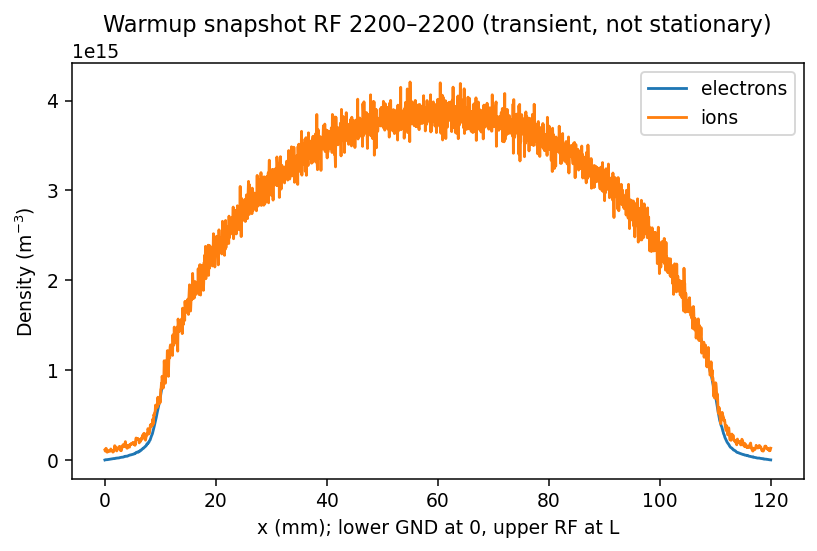 Warmup snapshot RF 2200–2200 (transient, not stationary)
1e15
electrons
ions
4
3
2
1
0
Density (m⁻³)
0 20 40 60 80 100 120
x (mm); lower GND at 0, upper RF at L